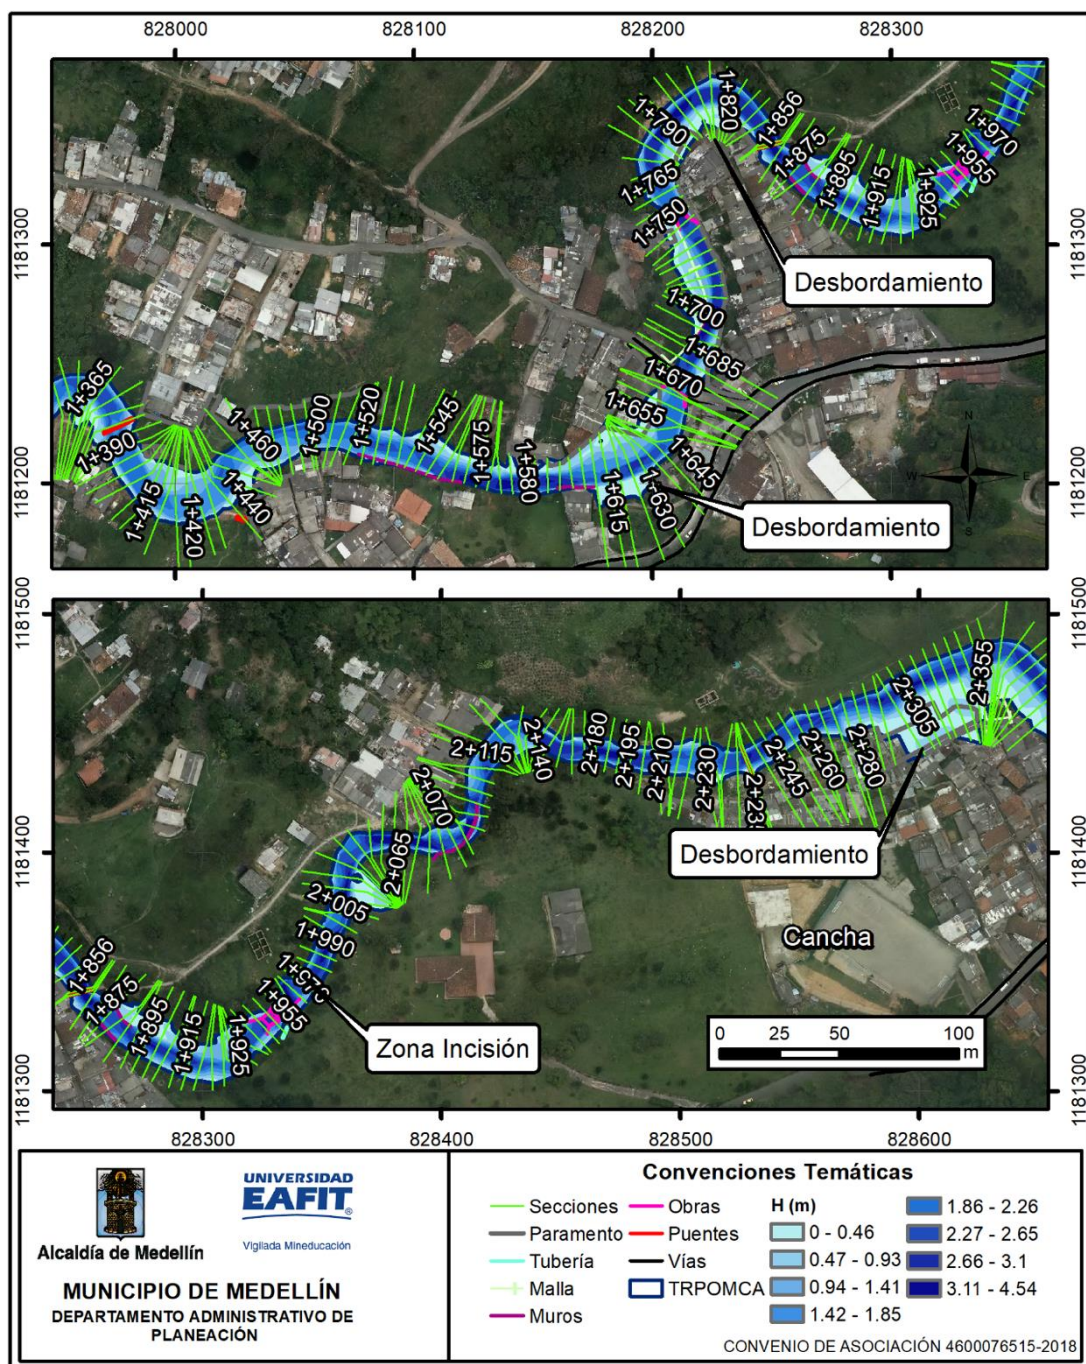 828000 828100 828200 828300
1181300
1181200
1181300
1181200
1+365
1+390
1+415
1+420
1+440
1+460
1+500
1+520
1+545
1+575
1+580
1+615
1+630
1+645
1+655
1+670
1+685
1+700
1+750
1+765
1+790
1+820
1+856
1+875
1+895
1+915
1+925
1+955
1+970
Desbordamiento
Desbordamiento
N
W E
S
1181500
1181400
1181300
1181500
1181400
1181300
1+856
1+875
1+895
1+915
1+925
1+955
1+970
1+990
2+005
2+065
2+070
2+115
2+140
2+180
2+195
2+210
2+230
2+245
2+260
2+280
2+305
2+355
Desbordamiento
Cancha
Zona Incisión
0 25 50 100
m
828300 828400 828500 828600
Alcaldía de Medellín
UNIVERSIDAD
EAFIT
Vigilada Mineducación
MUNICIPIO DE MEDELLÍN
DEPARTAMENTO ADMINISTRATIVO DE
PLANEACIÓN
Convenciones Temáticas
Secciones
Paramento
Tubería
Malla
Muros
Obras
Puentes
Vías
TRPOMCA
H (m)
0 - 0.46
0.47 - 0.93
0.94 - 1.41
1.42 - 1.85
1.86 - 2.26
2.27 - 2.65
2.66 - 3.1
3.11 - 4.54
CONVENIO DE ASOCIACIÓN 4600076515-2018